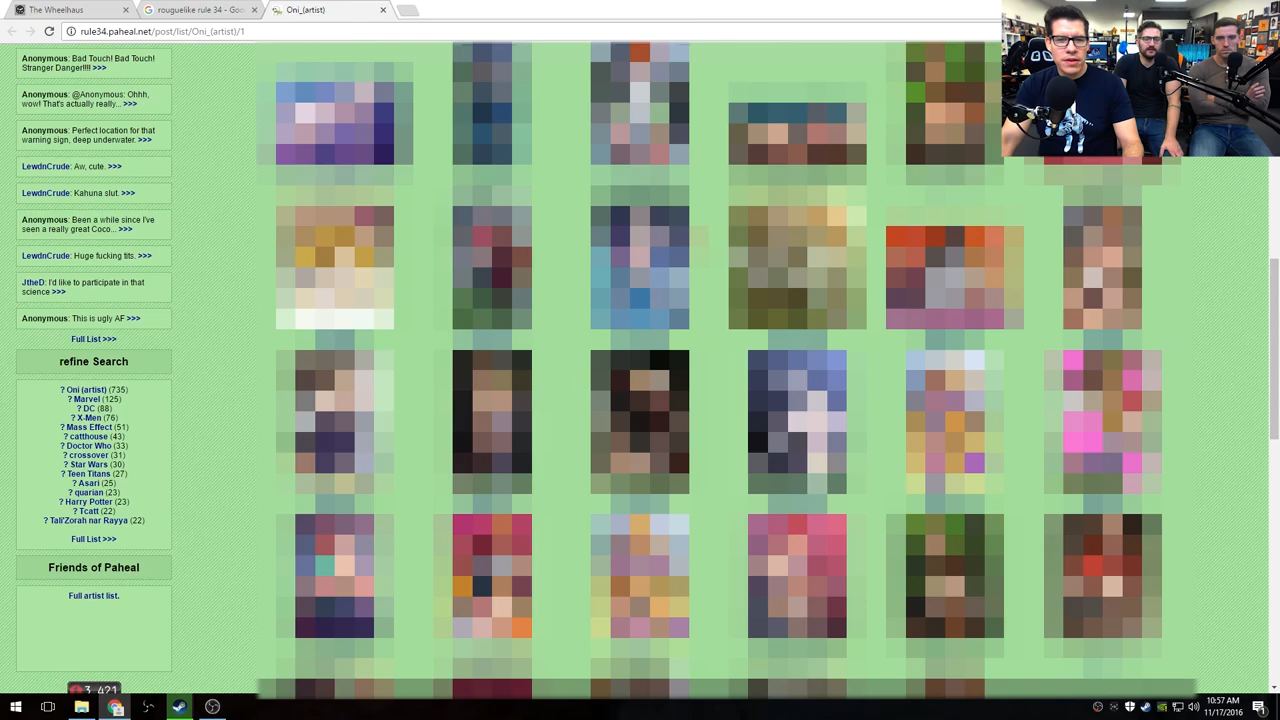 The Wheelhaus
rouguelike rule 34 - Goo
Oni_(artist)
rule34.paheal.net/post/list/Oni_(artist)/1
Anonymous: Bad Touch! Bad Touch!
Stranger Danger!!!! >>>
Anonymous: @Anonymous: Ohhh,
wow! That's actually really... >>>
Anonymous: Perfect location for that
warning sign, deep underwater. >>>
LewdnCrude: Aw, cute. >>>
LewdnCrude: Kahuna slut. >>>
Anonymous: Been a while since I've
seen a really great Coco... >>>
LewdnCrude: Huge fucking tits. >>>
JtheD: I'd like to participate in that
science >>>
Anonymous: This is ugly AF >>>
Full List >>>
refine Search
? Oni (artist) (735)
? Marvel (125)
? DC (88)
? X-Men (76)
? Mass Effect (51)
? catthouse (43)
? Doctor Who (33)
? crossover (31)
? Star Wars (30)
? Teen Titans (27)
? Asari (25)
? quarian (23)
? Harry Potter (23)
? Tcatt (22)
? Tali'Zorah nar Rayya (22)
Full List >>>
Friends of Paheal
Full artist list.
3,421
10:57 AM
11/17/2016